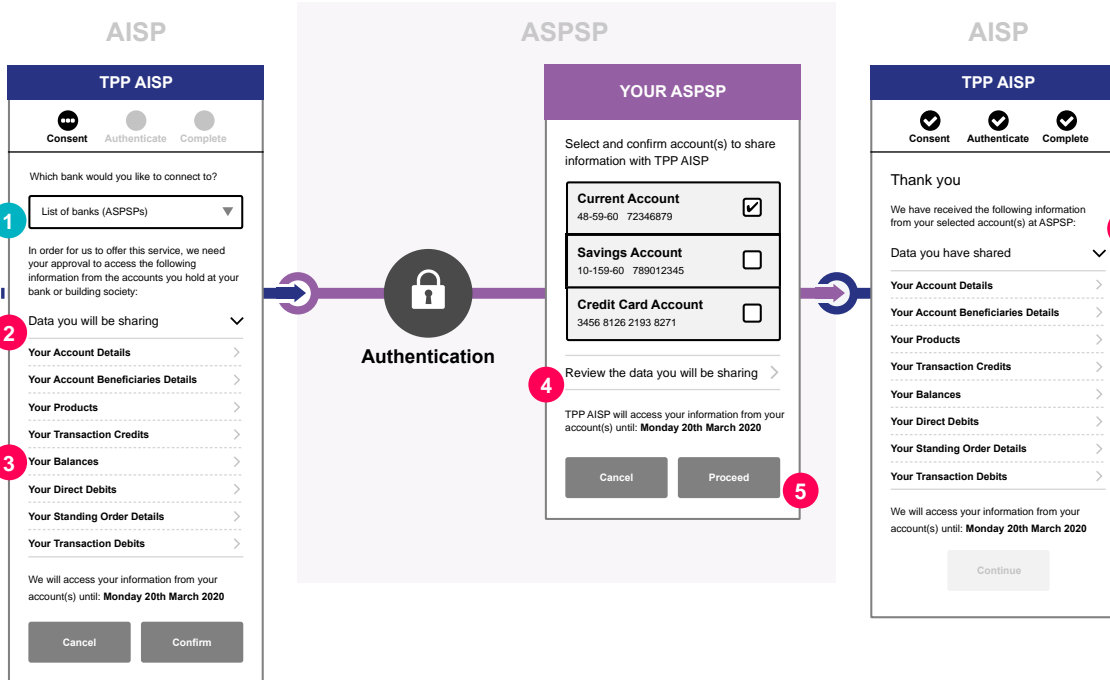 AISP
TPP AISP
Consent
Authenticate
Complete
Which bank would you like to connect to?
1
List of banks (ASPSPs)
In order for us to offer this service, we need
your approval to access the following
information from the accounts you hold at your
bank or building society:
2
Data you will be sharing
Your Account Details
Your Account Beneficiaries Details
Your Products
Your Transaction Credits
3
Your Balances
Your Direct Debits
Your Standing Order Details
Your Transaction Debits
We will access your information from your
account(s) until: Monday 20th March 2020
Cancel
Confirm
ASPSP
Authentication
YOUR ASPSP
Select and confirm account(s) to share
information with TPP AISP
Current Account
48-59-60 72346879
Savings Account
10-159-60 789012345
Credit Card Account
3456 8126 2193 8271
4
Review the data you will be sharing
TPP AISP will access your information from your
account(s) until: Monday 20th March 2020
Cancel
Proceed
5
AISP
TPP AISP
Consent
Authenticate
Complete
Thank you
We have received the following information
from your selected account(s) at ASPSP:
Data you have shared
Your Account Details
Your Account Beneficiaries Details
Your Products
Your Transaction Credits
Your Balances
Your Direct Debits
Your Standing Order Details
Your Transaction Debits
We will access your information from your
account(s) until: Monday 20th March 2020
Continue